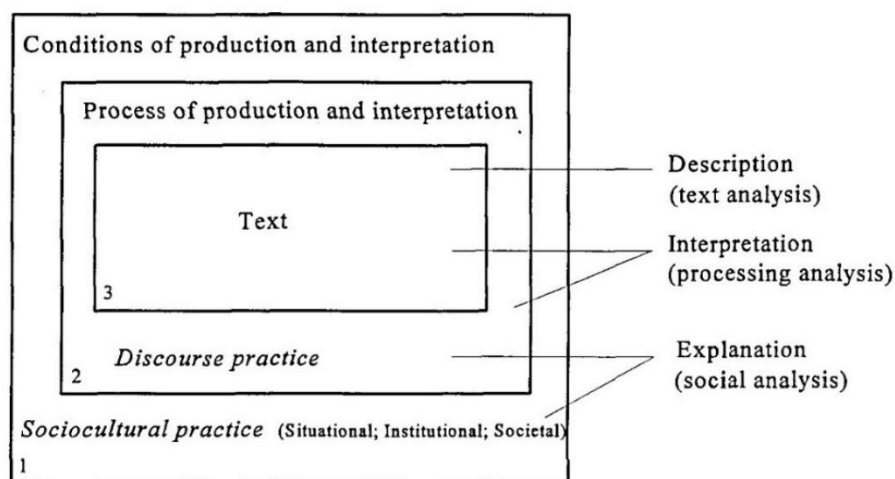 Conditions of production and interpretation
Process of production and interpretation
Description
(text analysis)
Text
Interpretation
(processing analysis)
3
Discourse practice
Explanation
(social analysis)
2
Sociocultural practice (Situational; Institutional; Societal)
1